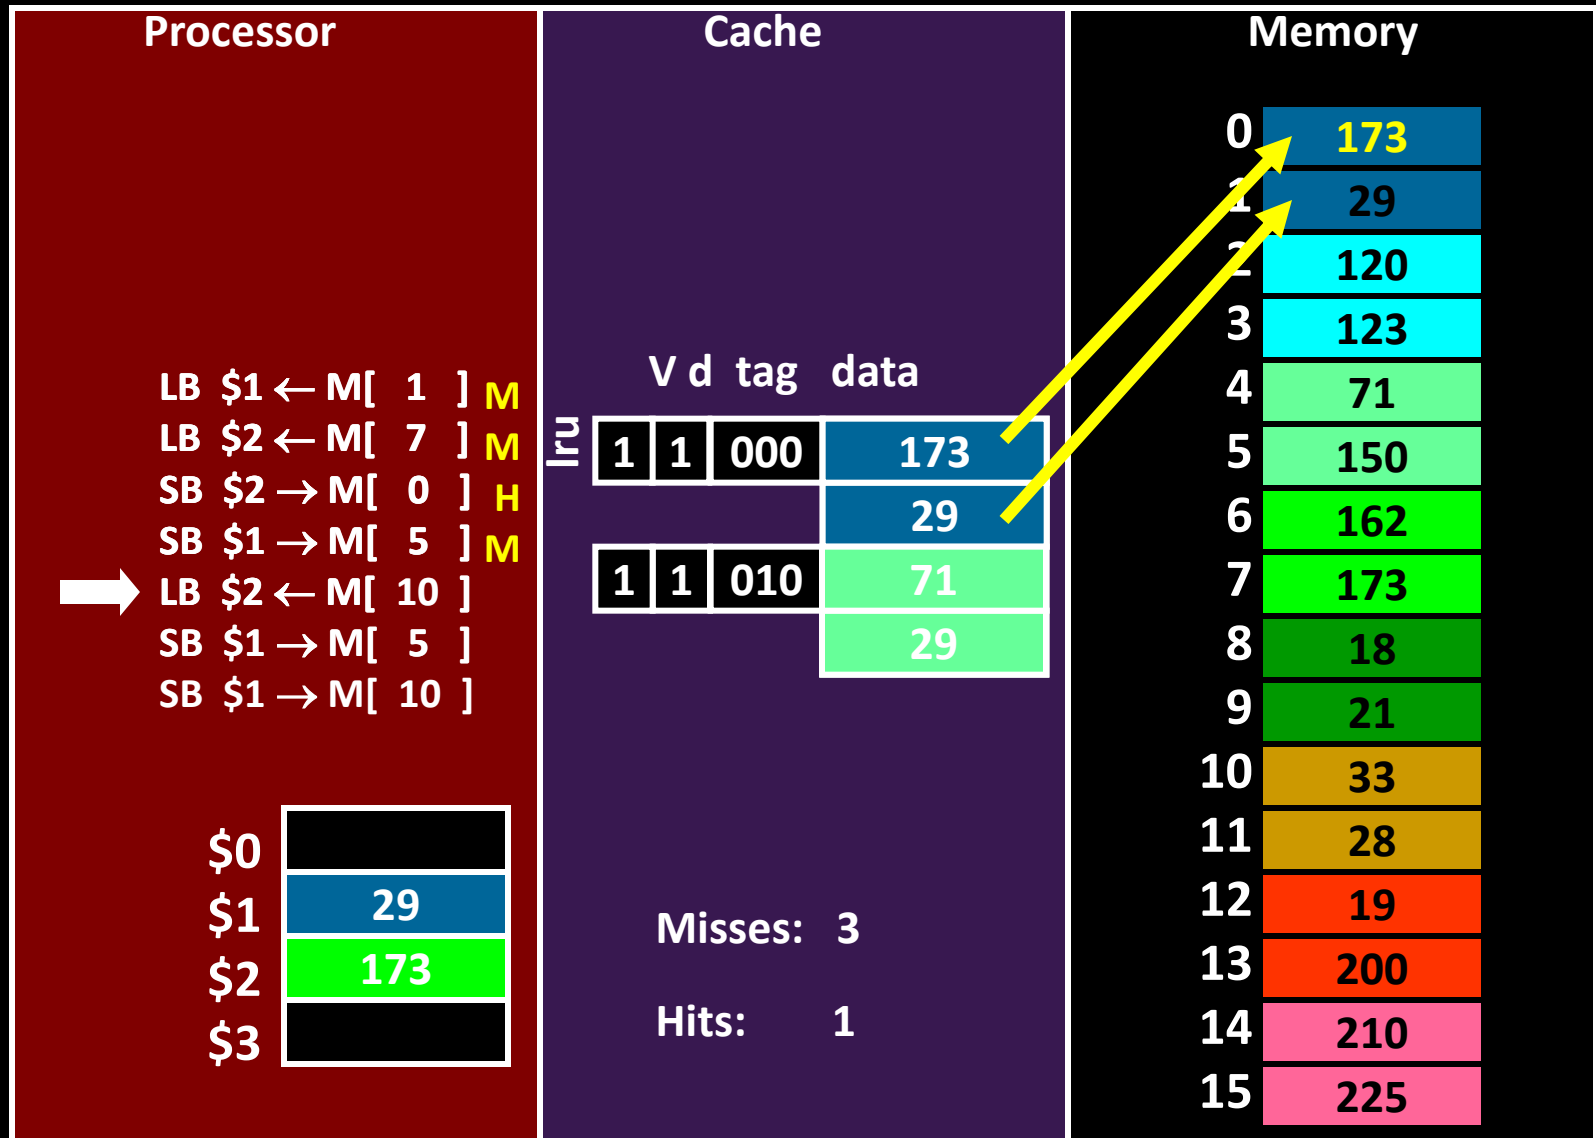 Processor
LB $1 ← M[ 1 ] M
LB $2 ← M[ 7 ] M
SB $2 → M[ 0 ] H
SB $1 → M[ 5 ] M
LB $2 ← M[ 10 ]
SB $1 → M[ 5 ]
SB $1 → M[ 10 ]
$0
$1 29
$2 173
$3
Cache
V d tag data
lru 1 1 000 173
29
1 1 010 71
29
Misses: 3
Hits: 1
Memory
0 173
1 29
2 120
3 123
4 71
5 150
6 162
7 173
8 18
9 21
10 33
11 28
12 19
13 200
14 210
15 225